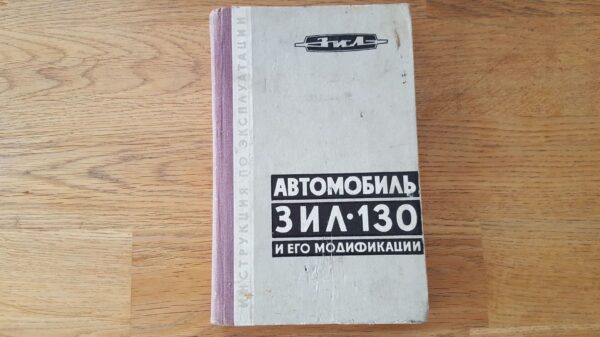 ЗиЛ
ИНСТРУКЦИЯ ПО ЭКСПЛУАТАЦИИ
АВТОМОБИЛЬ
ЗИЛ·130
И ЕГО МОДИФИКАЦИИ